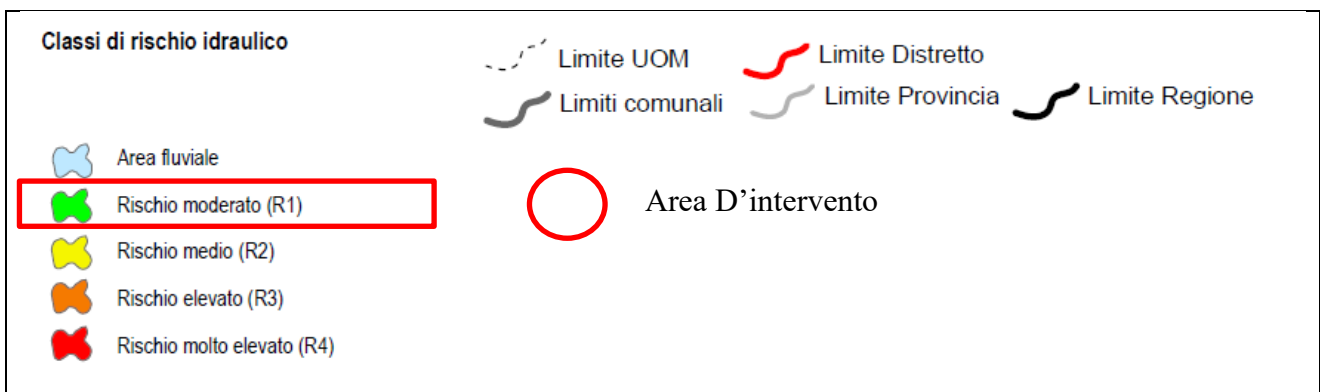 Classi di rischio idraulico
Limite UOM
Limite Distretto
Limiti comunali
Limite Provincia
Limite Regione
Area fluviale
Rischio moderato (R1)
Area D’intervento
Rischio medio (R2)
Rischio elevato (R3)
Rischio molto elevato (R4)